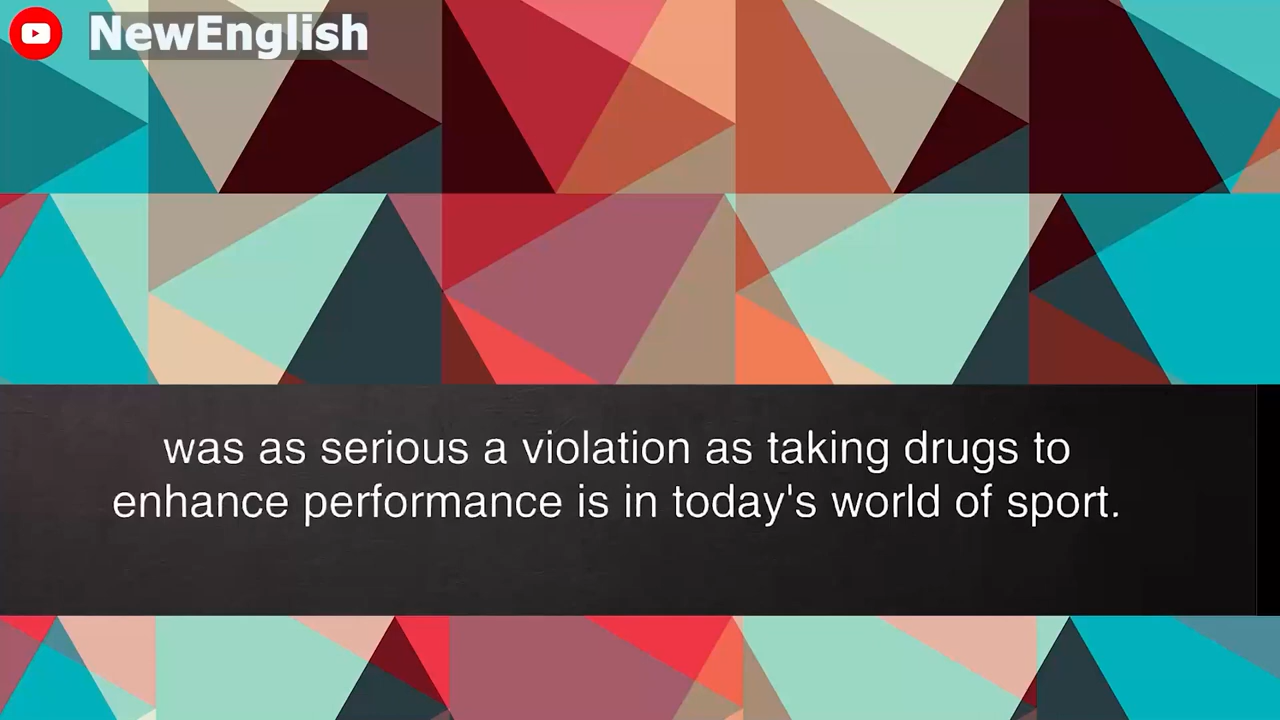 NewEnglish
was as serious a violation as taking drugs to
enhance performance is in today's world of sport.